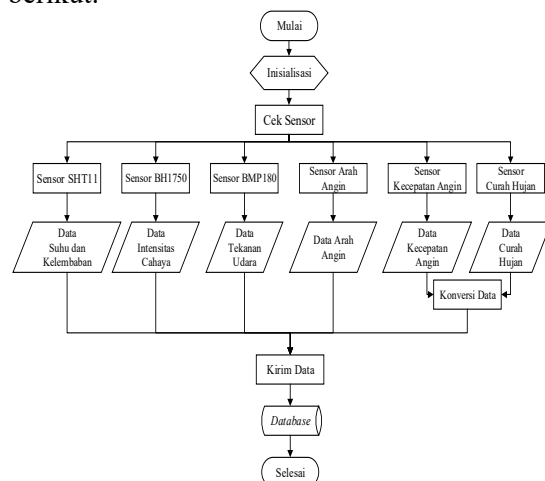 berikut:
Mulai
Inisialisasi
Cek Sensor
Sensor SHT11
Sensor BH1750
Sensor BMP180
Sensor Arah
Angin
Sensor
Kecepatan Angin
Sensor
Curah Hujan
Data
Suhu dan
Kelembaban
Data
Intensitas
Cahaya
Data
Tekanan
Udara
Data Arah
Angin
Data
Kecepatan
Angin
Data
Curah
Hujan
Konversi Data
Kirim Data
Database
Selesai